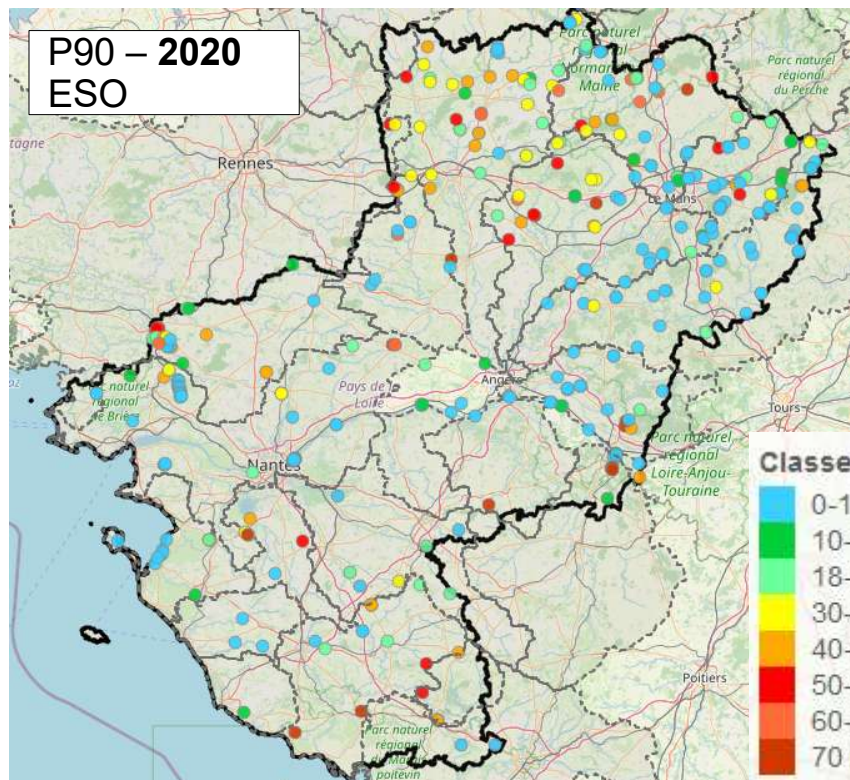 P90 – 2020
ESO
Parc naturel
régional
Normandie-
Maine
Parc naturel
régional
du Perche
Rennes
Le Mans
Parc naturel
régional
de Brière
Pays de la
Loire
Angers
Tours
Nantes
Parc naturel
régional
Loire-Anjou-
Touraine
Classe
0-1
10-
18-
30-
40-
50-
60-
70
Poitiers
Parc naturel
régional
du Marais
poitevin